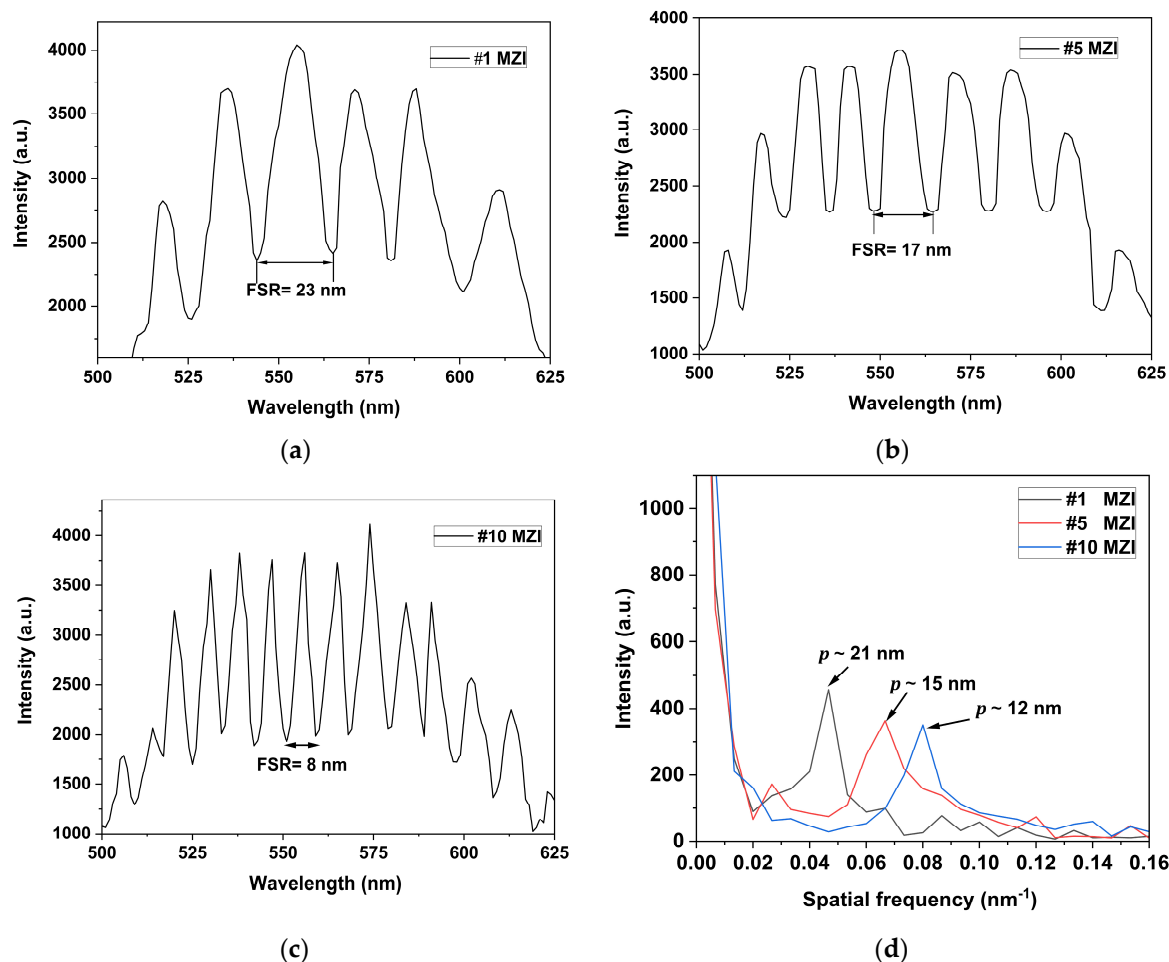 #1 MZI
4000
3500
3000
2500
2000
Intensity (a.u.)
FSR= 23 nm
500 525 550 575 600 625
Wavelength (nm)
(a)
#5 MZI
4000
3500
3000
2500
2000
1500
1000
Intensity (a.u.)
FSR= 17 nm
500 525 550 575 600 625
Wavelength (nm)
(b)
#10 MZI
4000
3500
3000
2500
2000
1500
1000
Intensity (a.u.)
FSR= 8 nm
500 525 550 575 600 625
Wavelength (nm)
(c)
#1 MZI
#5 MZI
#10 MZI
1000
800
600
400
200
0
Intensity (a.u.)
p ~ 21 nm
p ~ 15 nm
p ~ 12 nm
0.00 0.02 0.04 0.06 0.08 0.10 0.12 0.14 0.16
Spatial frequency (nm⁻¹)
(d)